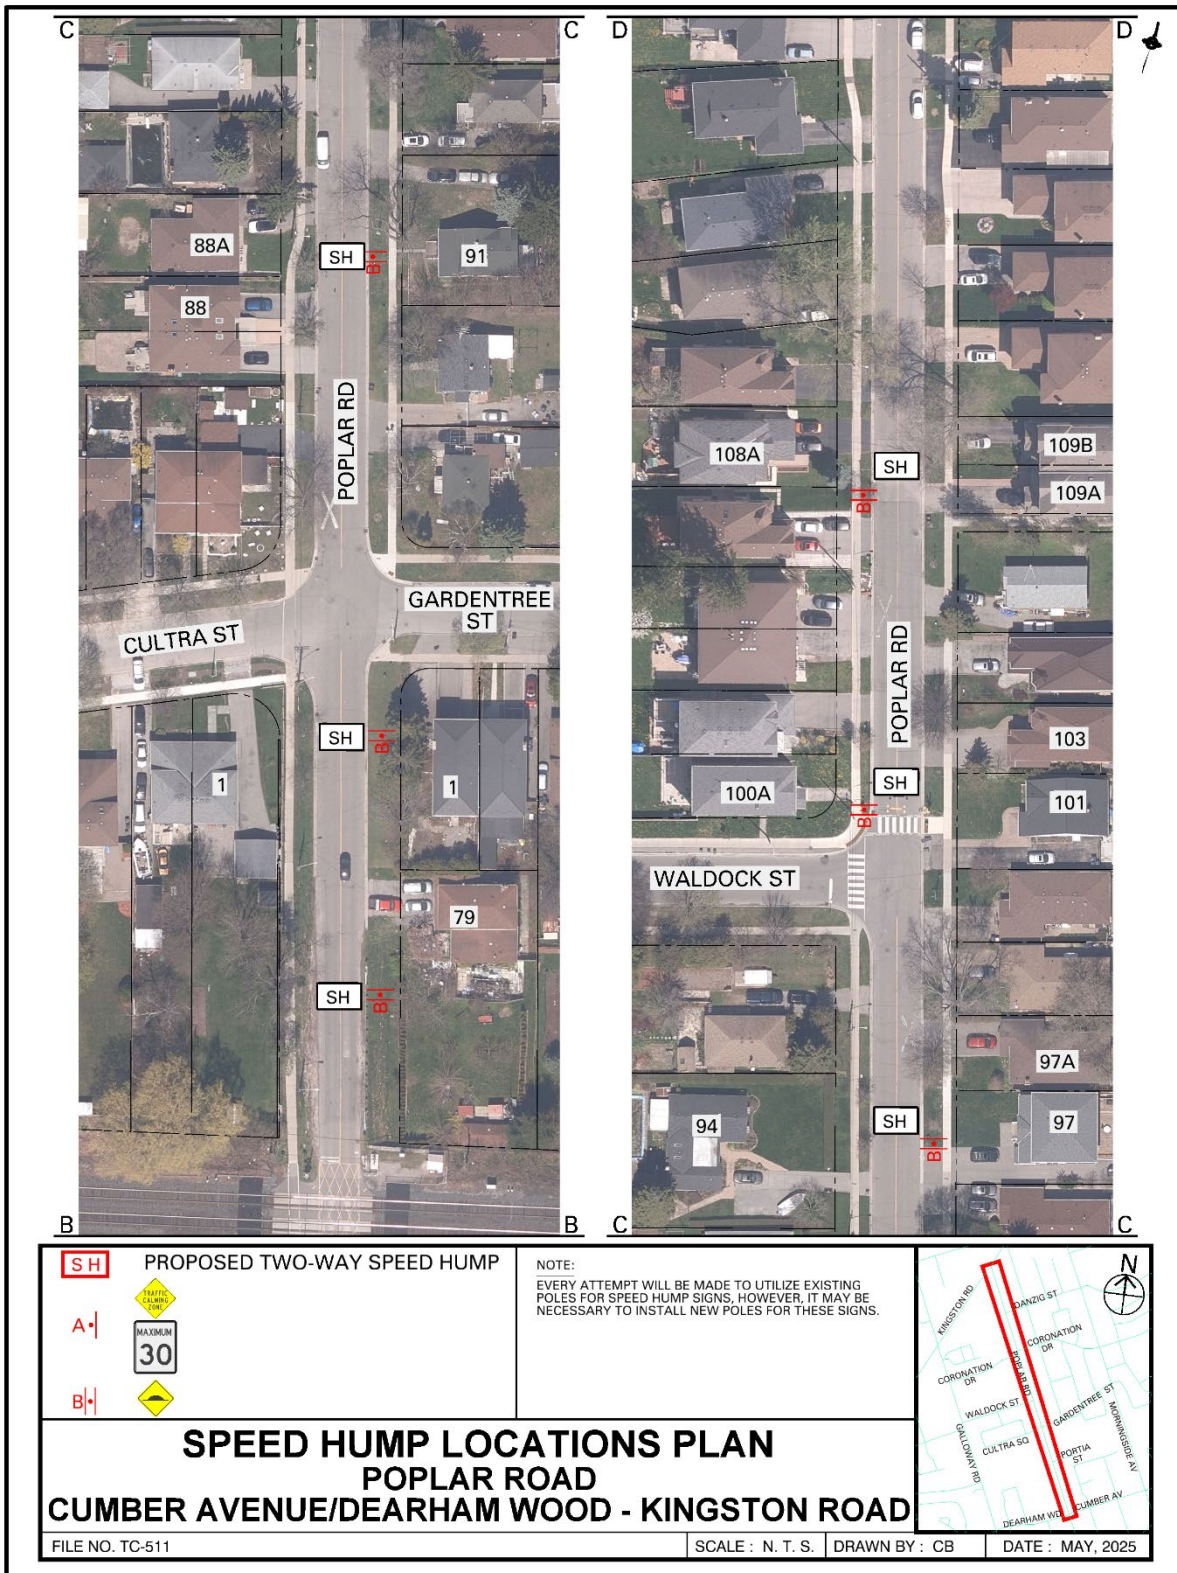 C
C
88A
SH
B
91
88
POPLAR RD
GARDENTREE
ST
CULTRA ST
SH
B
1
1
79
SH
B
B
B
D
D
108A
SH
B
109B
109A
POPLAR RD
103
SH
100A
B
101
WALDOCK ST
97A
94
SH
97
B
C
C
S H
PROPOSED TWO-WAY SPEED HUMP
TRAFFIC
CALMING
ZONE
A
MAXIMUM
30
B
NOTE:
EVERY ATTEMPT WILL BE MADE TO UTILIZE EXISTING
POLES FOR SPEED HUMP SIGNS, HOWEVER, IT MAY BE
NECESSARY TO INSTALL NEW POLES FOR THESE SIGNS.
N
KINGSTON RD
DANZIG ST
CORONATION
DR
POPLAR RD
CORONATION
DR
WALDOCK ST
GARDENTREE ST
MORNINGSIDE AV
GALLOWAY RD
CULTRA SQ
PORTIA
ST
CUMBER AV
DEARHAM WD
SPEED HUMP LOCATIONS PLAN
POPLAR ROAD
CUMBER AVENUE/DEARHAM WOOD - KINGSTON ROAD
FILE NO. TC-511
SCALE : N. T. S.
DRAWN BY : CB
DATE : MAY, 2025